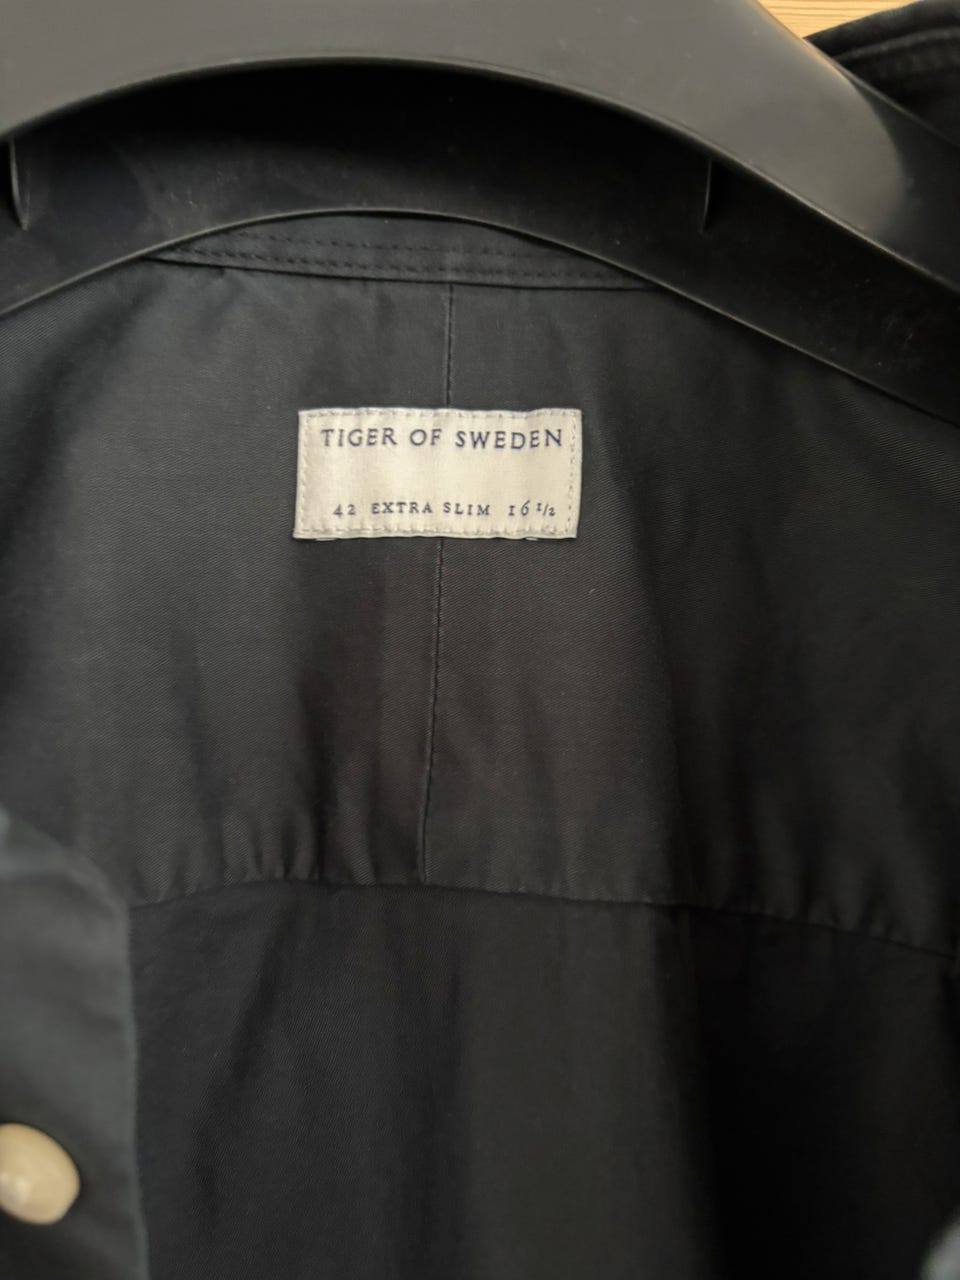 TIGER OF SWEDEN
42 EXTRA SLIM 16 1/2